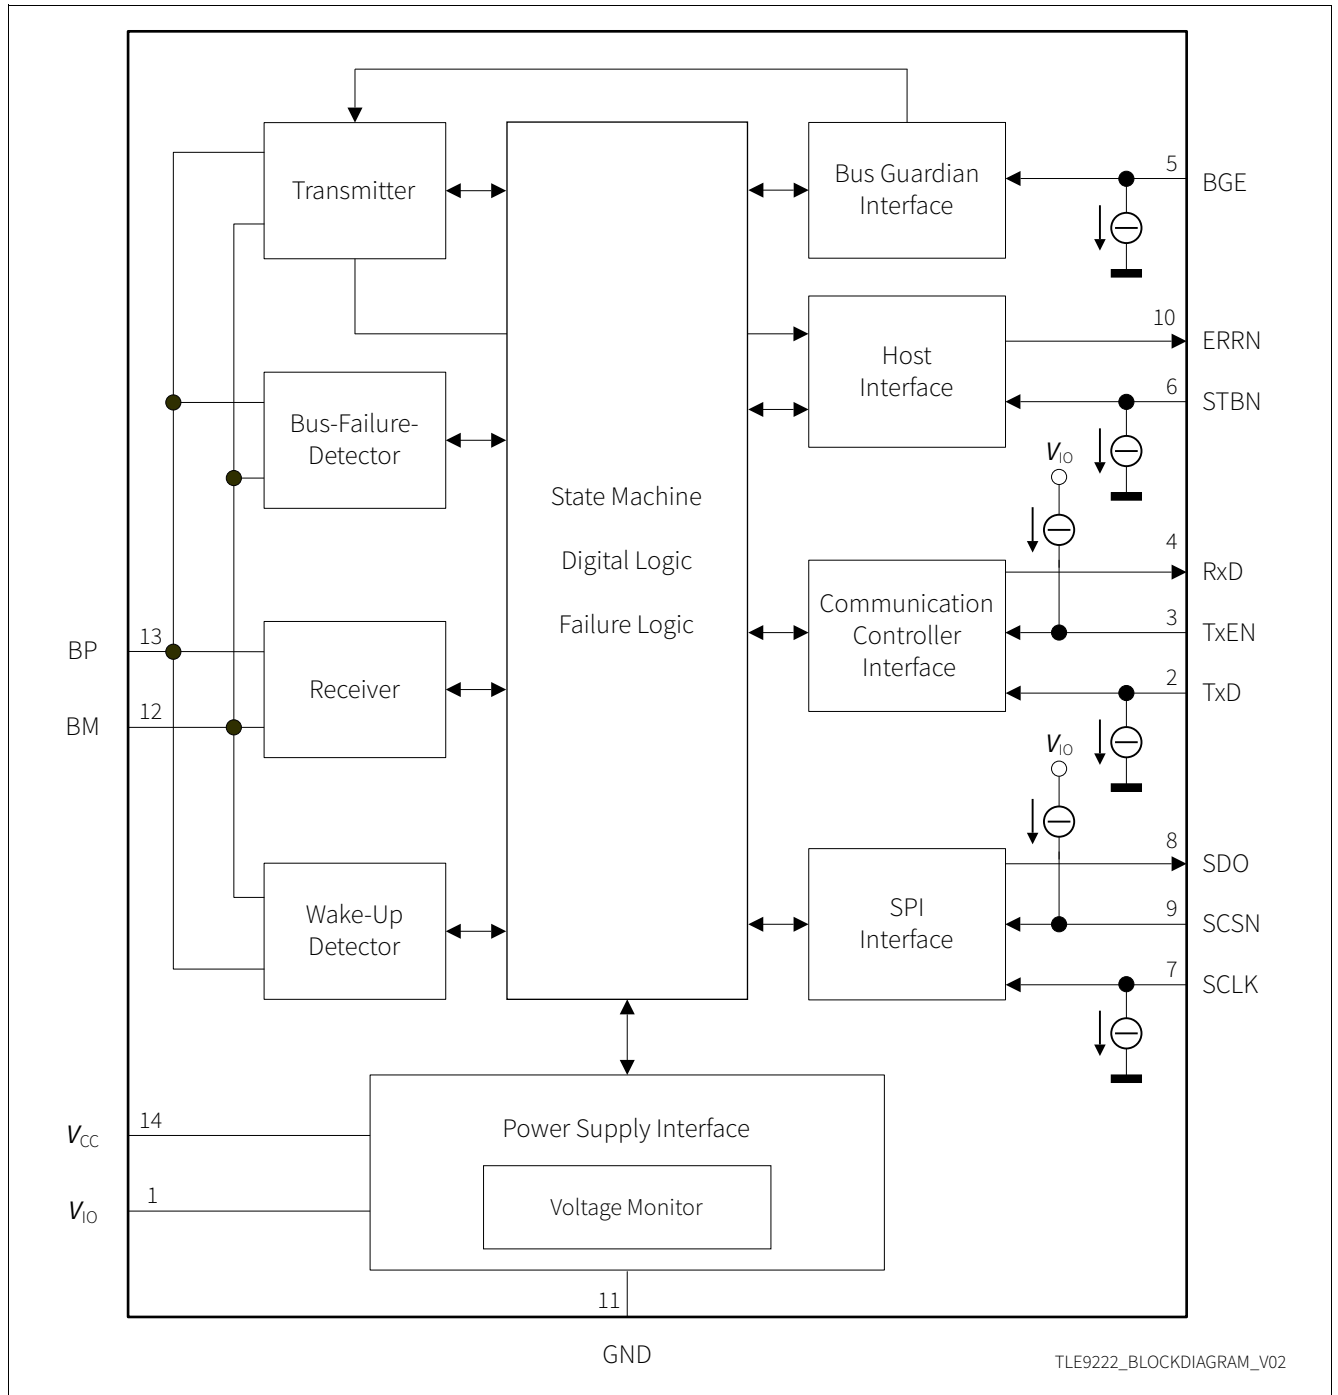 Transmitter
Bus Guardian
Interface
5
BGE
10
ERRN
Host
Interface
6
STBN
Bus-Failure-
Detector
VIO
State Machine
Digital Logic
Failure Logic
4
RxD
Communication
Controller
Interface
3
TxEN
2
TxD
BP
13
Receiver
BM
12
VIO
8
SDO
SPI
Interface
9
SCSN
7
SCLK
Wake-Up
Detector
VCC
14
Power Supply Interface
VIO
1
Voltage Monitor
11
GND
TLE9222_BLOCKDIAGRAM_V02